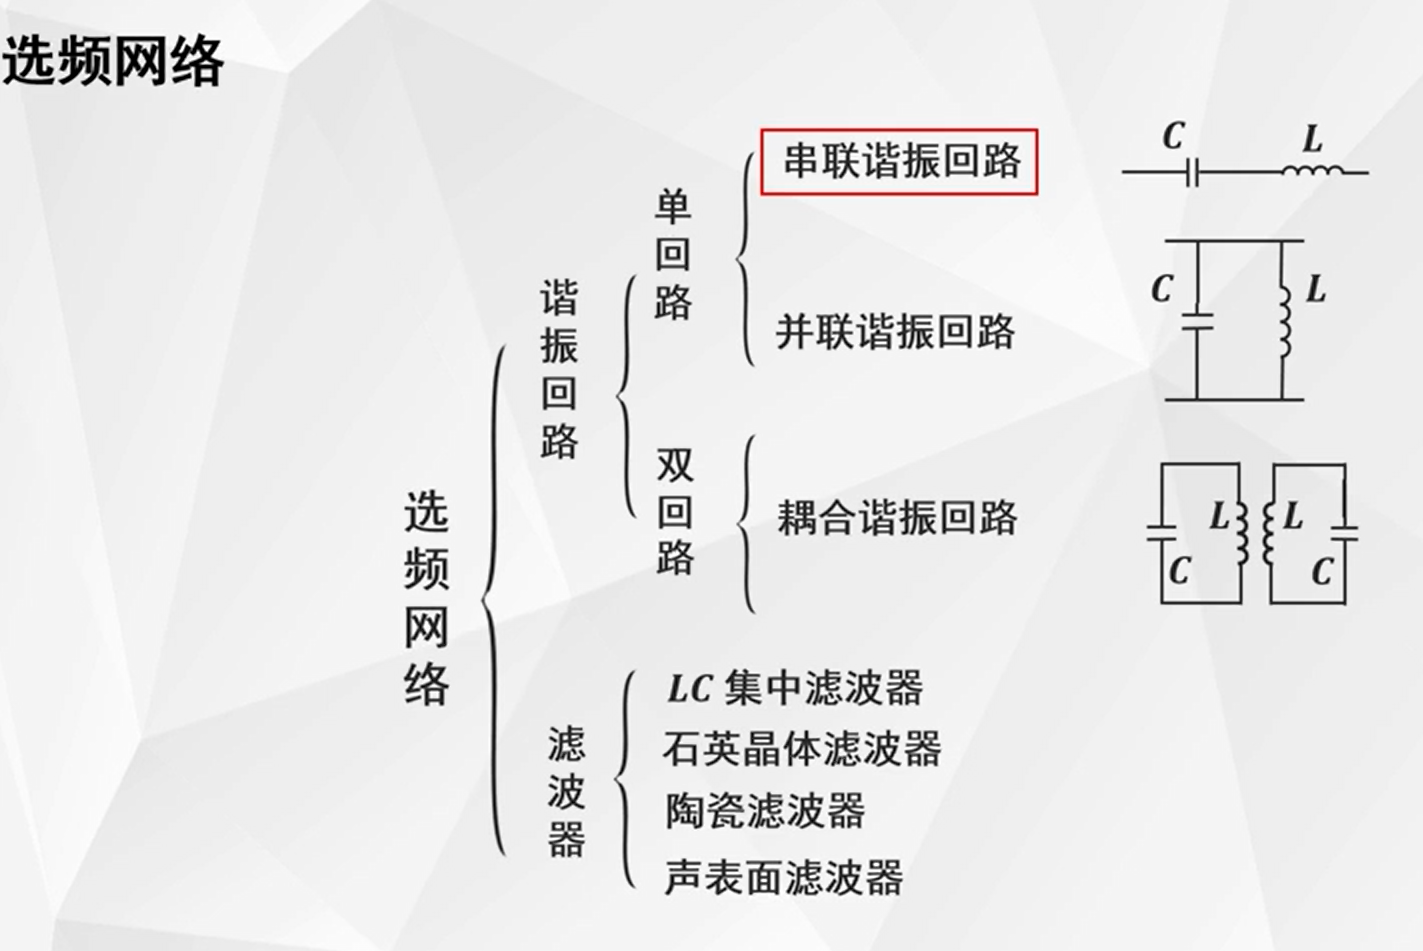 选频网络
选频网络
谐振回路
单回路
串联谐振回路
C
L
并联谐振回路
C
L
双回路
耦合谐振回路
L
L
C
C
滤波器
LC 集中滤波器
石英晶体滤波器
陶瓷滤波器
声表面滤波器